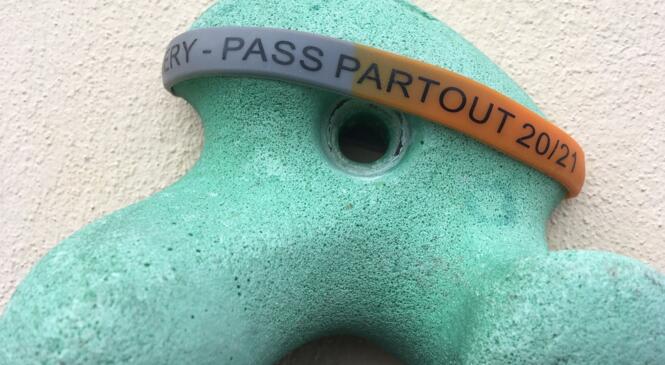 ERY - PASS PARTOUT 20/21